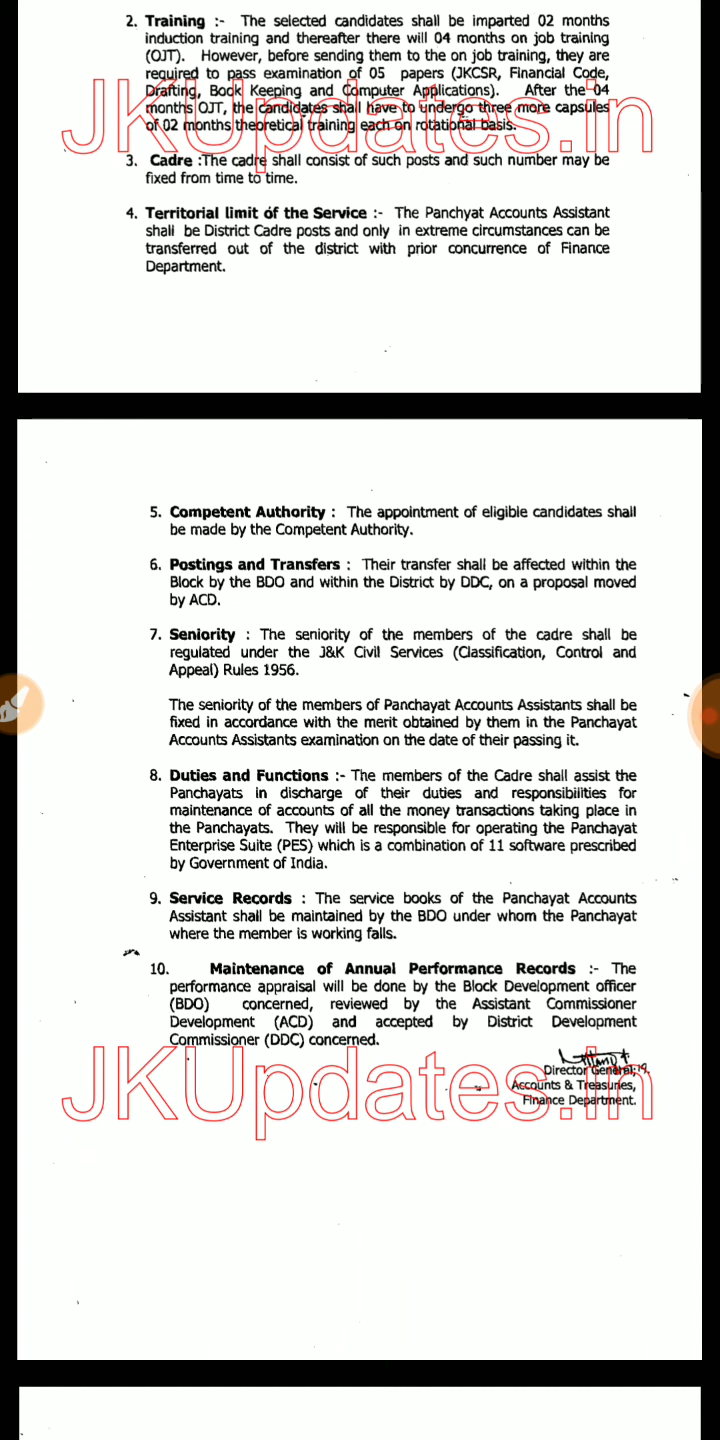 2. Training :- The selected candidates shall be imparted 02 months
induction training and thereafter there will 04 months on job training
(OJT). However, before sending them to the on job training, they are
required to pass examination of 05 papers (JKCSR, Financial Code,
Drafting, Book Keeping and Computer Applications). After the 04
months OJT, the candidates shall have to undergo three more capsules
of 02 months theoretical training each on rotational basis.
JKUpdates.in
3. Cadre :The cadre shall consist of such posts and such number may be
fixed from time to time.
4. Territorial limit of the Service :- The Panchyat Accounts Assistant
shall be District Cadre posts and only in extreme circumstances can be
transferred out of the district with prior concurrence of Finance
Department.
5. Competent Authority : The appointment of eligible candidates shall
be made by the Competent Authority.
6. Postings and Transfers : Their transfer shall be affected within the
Block by the BDO and within the District by DDC, on a proposal moved
by ACD.
7. Seniority : The seniority of the members of the cadre shall be
regulated under the J&K Civil Services (Classification, Control and
Appeal) Rules 1956.
The seniority of the members of Panchayat Accounts Assistants shall be
fixed in accordance with the merit obtained by them in the Panchayat
Accounts Assistants examination on the date of their passing it.
8. Duties and Functions :- The members of the Cadre shall assist the
Panchayats in discharge of their duties and responsibilities for
maintenance of accounts of all the money transactions taking place in
the Panchayats. They will be responsible for operating the Panchayat
Enterprise Suite (PES) which is a combination of 11 software prescribed
by Government of India.
9. Service Records : The service books of the Panchayat Accounts
Assistant shall be maintained by the BDO under whom the Panchayat
where the member is working falls.
10. Maintenance of Annual Performance Records :- The
performance appraisal will be done by the Block Development officer
(BDO) concerned, reviewed by the Assistant Commissioner
Development (ACD) and accepted by District Development
Commissioner (DDC) concerned.
Director General,
Accounts & Treasuries,
Finance Department.
JKUpdates.in